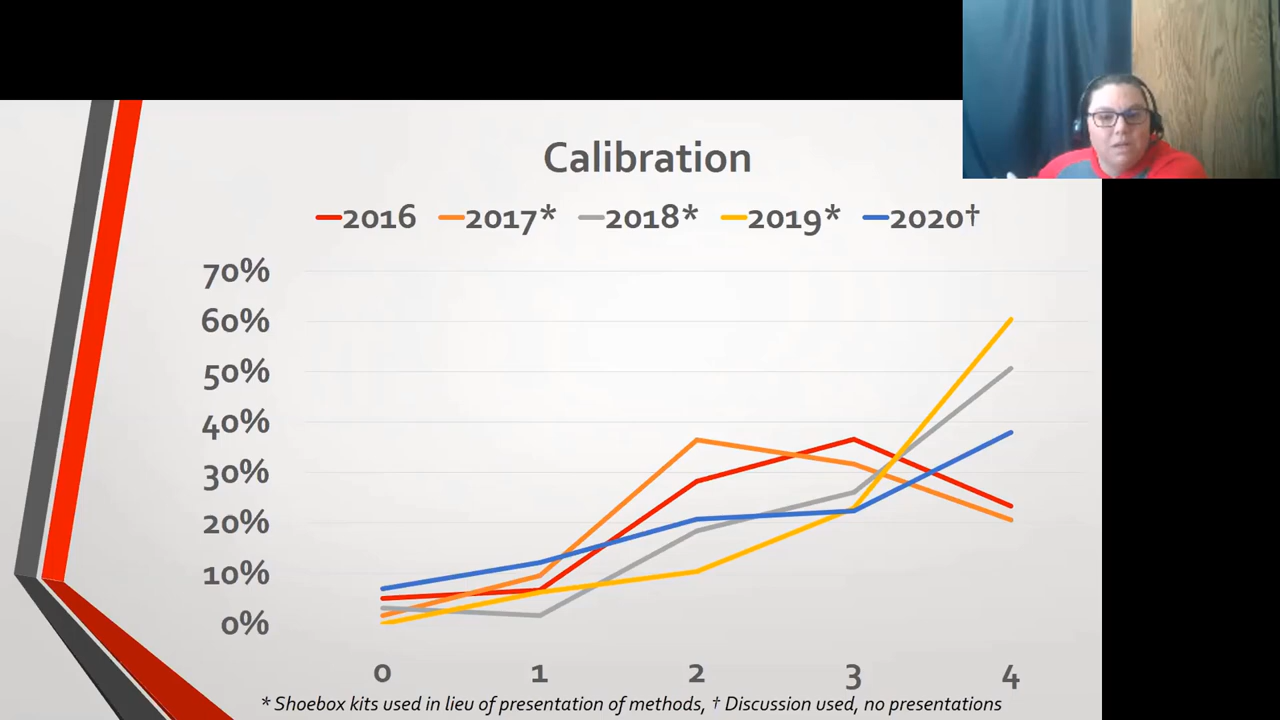 Calibration
2016 2017* 2018* 2019* 2020†
70%
60%
50%
40%
30%
20%
10%
0%
0 1 2 3 4
* Shoebox kits used in lieu of presentation of methods, † Discussion used, no presentations